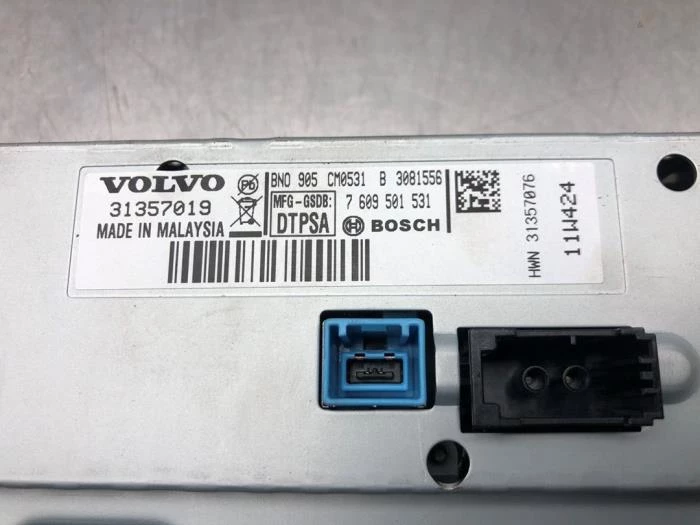 VOLVO
31357019
MADE IN MALAYSIA
Pb
BNO 905 CM0531 B 3081556
MFG-GSDB:
DTPSA
7 609 501 531
BOSCH
HWN 31357076
11W424